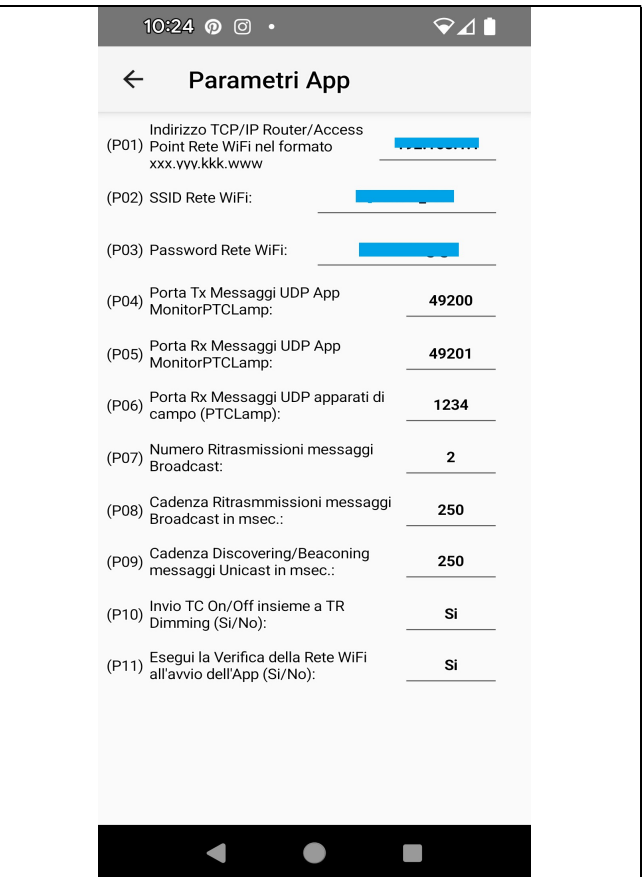 10:24
Parametri App
(P01) Indirizzo TCP/IP Router/Access
Point Rete WiFi nel formato
xxx.yyy.kkk.www
(P02) SSID Rete WiFi:
(P03) Password Rete WiFi:
(P04) Porta Tx Messaggi UDP App
MonitorPTCLamp: 49200
(P05) Porta Rx Messaggi UDP App
MonitorPTCLamp: 49201
(P06) Porta Rx Messaggi UDP apparati di
campo (PTCLamp): 1234
(P07) Numero Ritrasmissioni messaggi
Broadcast: 2
(P08) Cadenza Ritrasmmissioni messaggi
Broadcast in msec.: 250
(P09) Cadenza Discovering/Beaconing
messaggi Unicast in msec.: 250
(P10) Invio TC On/Off insieme a TR
Dimming (Si/No): Si
(P11) Esegui la Verifica della Rete WiFi
all'avvio dell'App (Si/No): Si